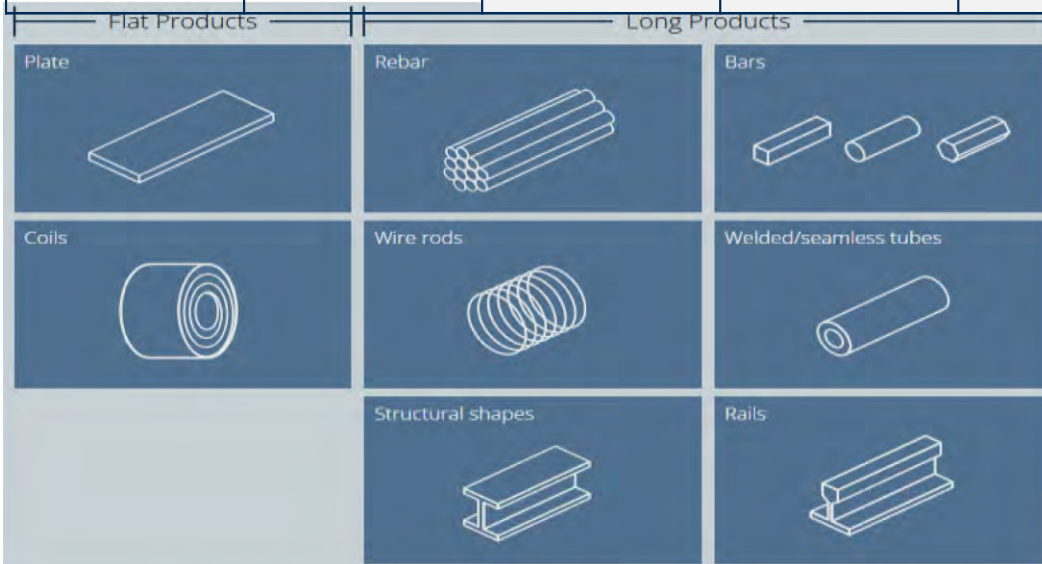 Flat Products
Long Products
Plate
Rebar
Bars
Coils
Wire rods
Welded/seamless tubes
Structural shapes
Rails